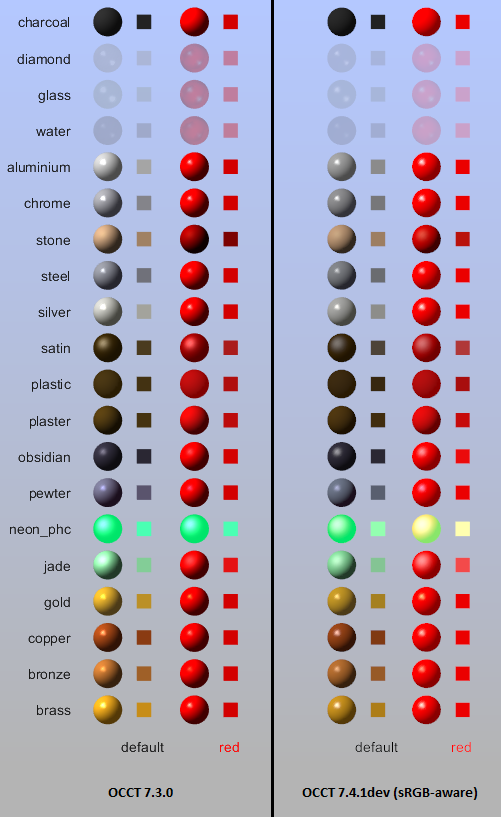 charcoal
diamond
glass
water
aluminium
chrome
stone
steel
silver
satin
plastic
plaster
obsidian
pewter
neon_phc
jade
gold
copper
bronze
brass
default red default red
OCCT 7.3.0 OCCT 7.4.1dev (sRGB-aware)